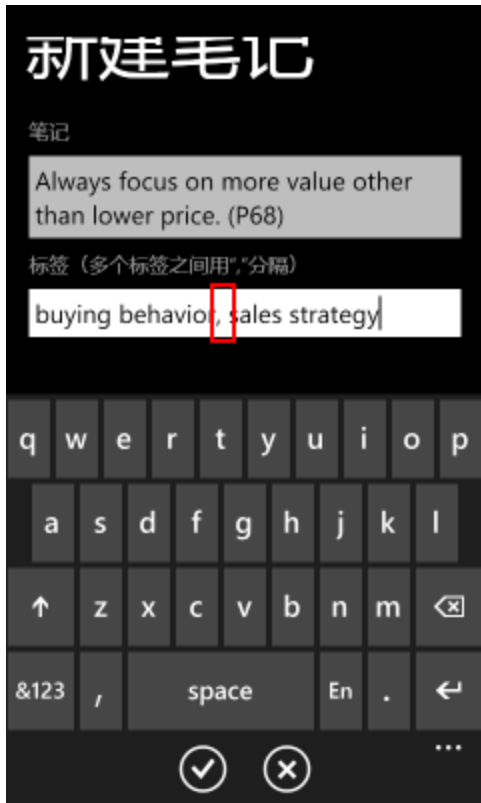 新建笔记
笔记
Always focus on more value other
than lower price. (P68)
标签（多个标签之间用","分隔）
buying behavior, sales strategy
q w e r t y u i o p
a s d f g h j k l
z x c v b n m
&123 , space En .